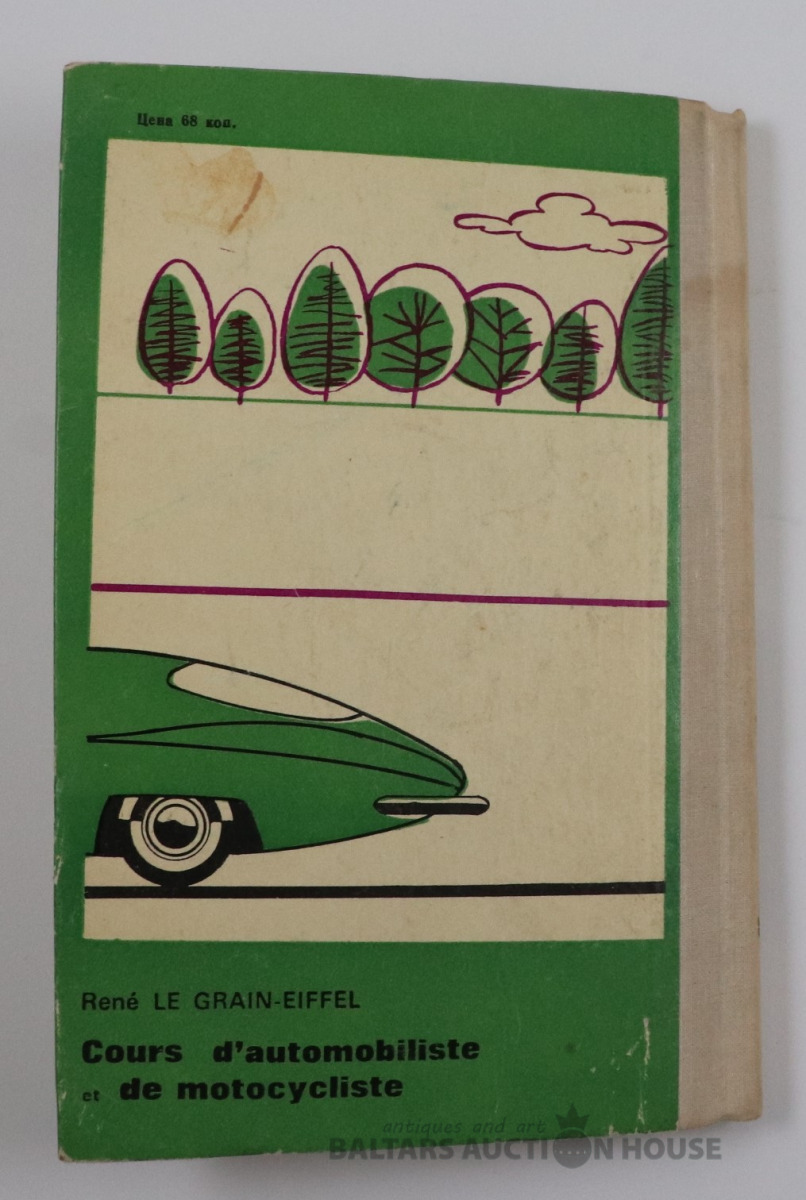 Цена 68 коп.
René LE GRAIN-EIFFEL
Cours d'automobiliste
et de motocycliste
antiques and art
BALTARS AUCTION HOUSE